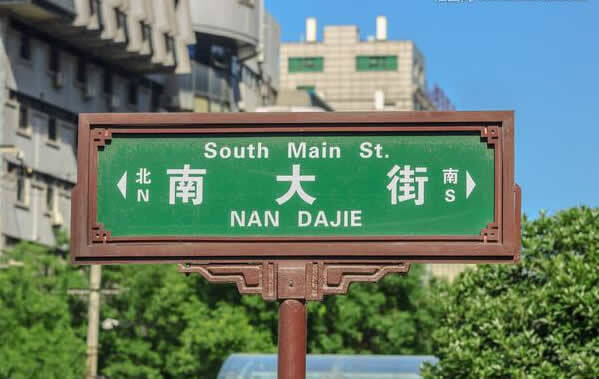 South Main St.
北 南大街 南
N S
NAN DAJIE